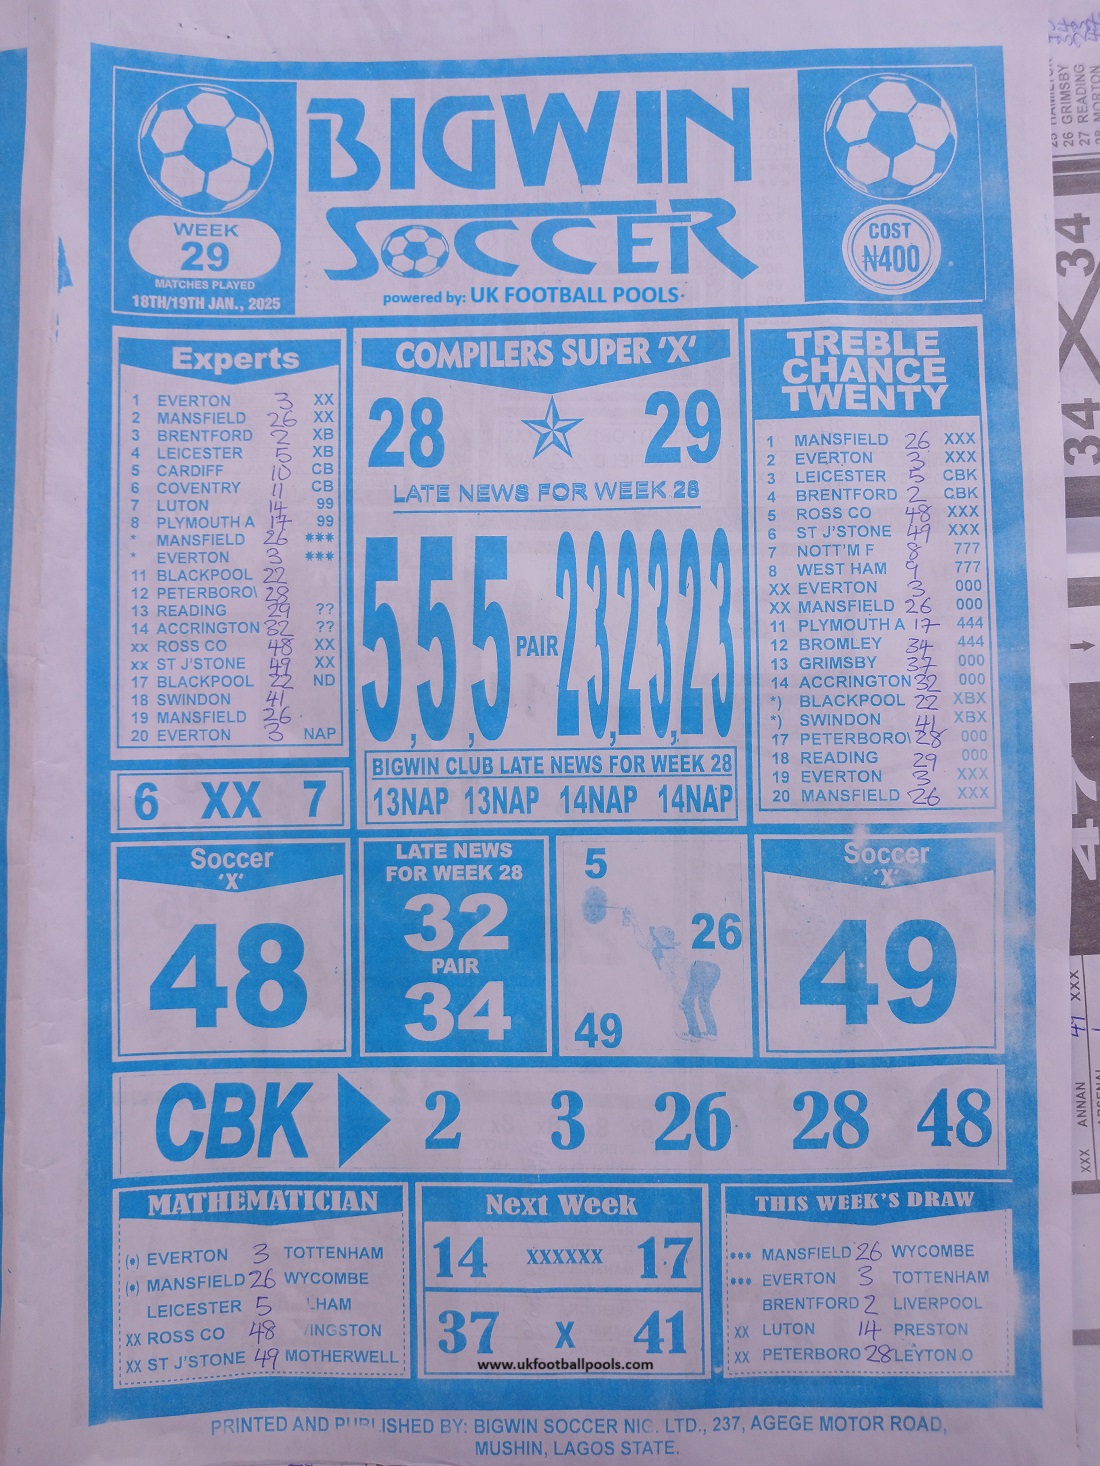 BIGWIN
SOCCER
powered by: UK FOOTBALL POOLS
WEEK
29
MATCHES PLAYED
18TH/19TH JAN., 2025
COST
₦400
Experts
1 EVERTON 3 XX
2 MANSFIELD 26 XX
3 BRENTFORD 2 XB
4 LEICESTER 5 XB
5 CARDIFF 10 CB
6 COVENTRY 11 CB
7 LUTON 14 99
8 PLYMOUTH A 17 99
* MANSFIELD 26 ***
* EVERTON 3 ***
11 BLACKPOOL 22
12 PETERBORO 28
13 READING 29 ??
14 ACCRINGTON 32 ??
xx ROSS CO 48 XX
xx ST J'STONE 49 XX
17 BLACKPOOL 22 ND
18 SWINDON 41
19 MANSFIELD 26
20 EVERTON 3 NAP
6 XX 7
COMPILERS SUPER 'X'
28 29
LATE NEWS FOR WEEK 28
5,5,5 PAIR 23,23,23
BIGWIN CLUB LATE NEWS FOR WEEK 28
13NAP 13NAP 14NAP 14NAP
TREBLE
CHANCE
TWENTY
1 MANSFIELD 26 XXX
2 EVERTON 3 XXX
3 LEICESTER 5 CBK
4 BRENTFORD 2 CBK
5 ROSS CO 48 XXX
6 ST J'STONE 49 XXX
7 NOTT'M F 8 777
8 WEST HAM 9 777
XX EVERTON 3 000
XX MANSFIELD 26 000
11 PLYMOUTH A 17 444
12 BROMLEY 34 444
13 GRIMSBY 37 000
14 ACCRINGTON 32 000
*) BLACKPOOL 22 XBX
*) SWINDON 41 XBX
17 PETERBORO 28 000
18 READING 29 000
19 EVERTON 3 XXX
20 MANSFIELD 26 XXX
Soccer
'X'
48
LATE NEWS
FOR WEEK 28
32
PAIR
34
5
26
49
Soccer
'X'
49
CBK 2 3 26 28 48
MATHEMATICIAN
(*) EVERTON 3 TOTTENHAM
(*) MANSFIELD 26 WYCOMBE
LEICESTER 5 LHAM
XX ROSS CO 48 INGSTON
XX ST J'STONE 49 MOTHERWELL
Next Week
14 XXXXXX 17
37 X 41
www.ukfootballpools.com
THIS WEEK'S DRAW
*** MANSFIELD 26 WYCOMBE
*** EVERTON 3 TOTTENHAM
BRENTFORD 2 LIVERPOOL
XX LUTON 14 PRESTON
XX PETERBORO 28 LEYTON.O
PRINTED AND PUBLISHED BY: BIGWIN SOCCER NIG. LTD., 237, AGEGE MOTOR ROAD,
MUSHIN, LAGOS STATE.
26 GRIMSBY
27 READING
28 MORTON
34 X 34
XXX ANNAN 47 XXX